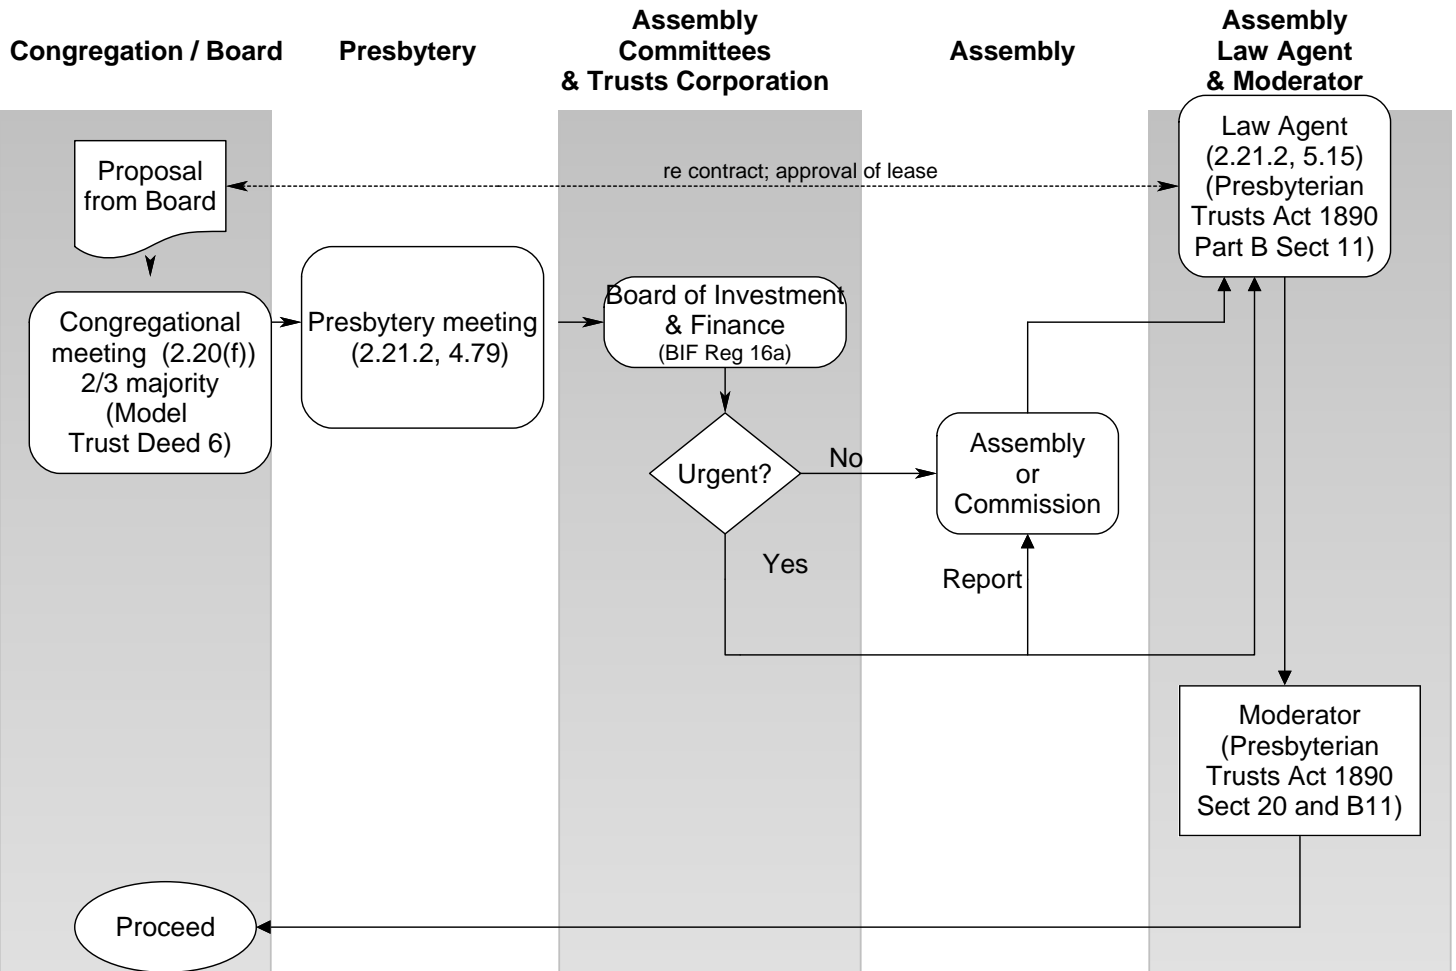 Congregation / Board
Presbytery
Assembly
Committees
& Trusts Corporation
Assembly
Assembly
Law Agent
& Moderator
Proposal
from Board
re contract; approval of lease
Law Agent
(2.21.2, 5.15)
(Presbyterian
Trusts Act 1890
Part B Sect 11)
Congregational
meeting (2.20(f))
2/3 majority
(Model
Trust Deed 6)
Presbytery meeting
(2.21.2, 4.79)
Board of Investment
& Finance
(BIF Reg 16a)
Urgent?
No
Assembly
or
Commission
Yes
Report
Moderator
(Presbyterian
Trusts Act 1890
Sect 20 and B11)
Proceed